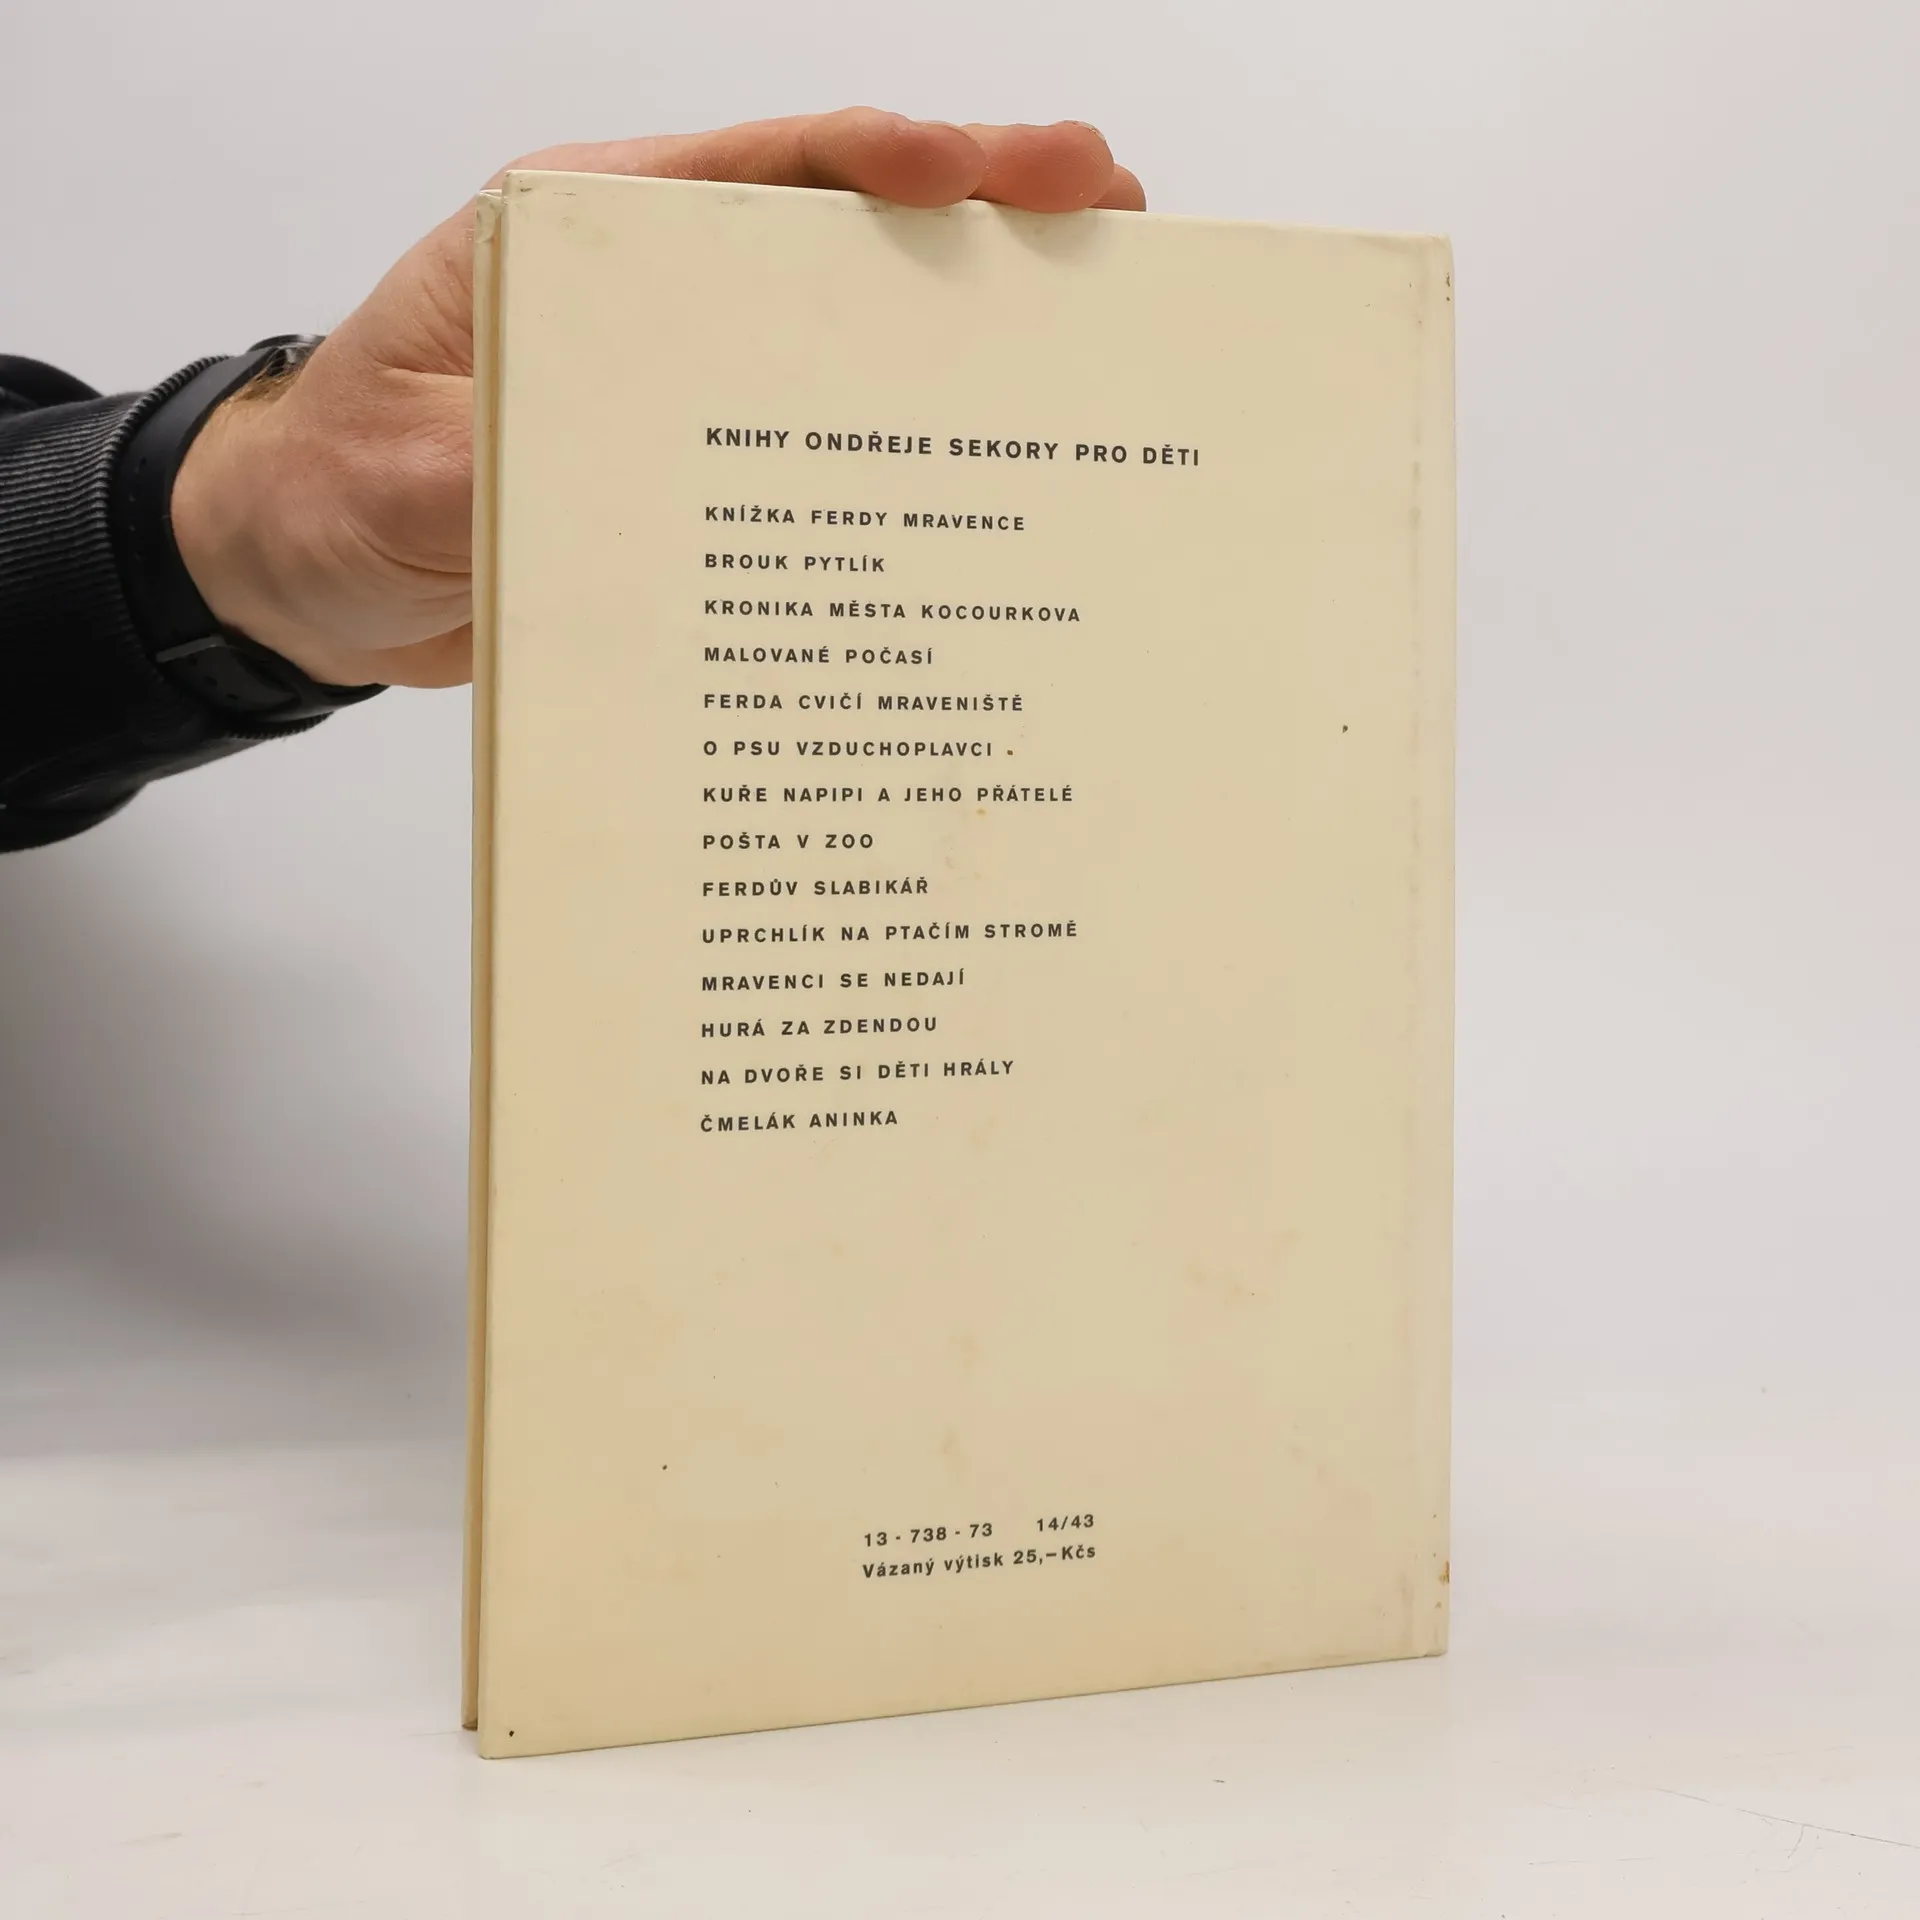 KNIHY ONDŘEJE SEKORY PRO DĚTI
KNÍŽKA FERDY MRAVENCE
BROUK PYTLÍK
KRONIKA MĚSTA KOCOURKOVA
MALOVANÉ POČASÍ
FERDA CVIČÍ MRAVENIŠTĚ
O PSU VZDUCHOPLAVCI
KUŘE NAPIPI A JEHO PŘÁTELÉ
POŠTA V ZOO
FERDŮV SLABIKÁŘ
UPRCHLÍK NA PTAČÍM STROMĚ
MRAVENCI SE NEDAJÍ
HURÁ ZA ZDENDOU
NA DVOŘE SI DĚTI HRÁLY
ČMELÁK ANINKA
13 - 738 - 73 14/43
Vázaný výtisk 25,— Kčs